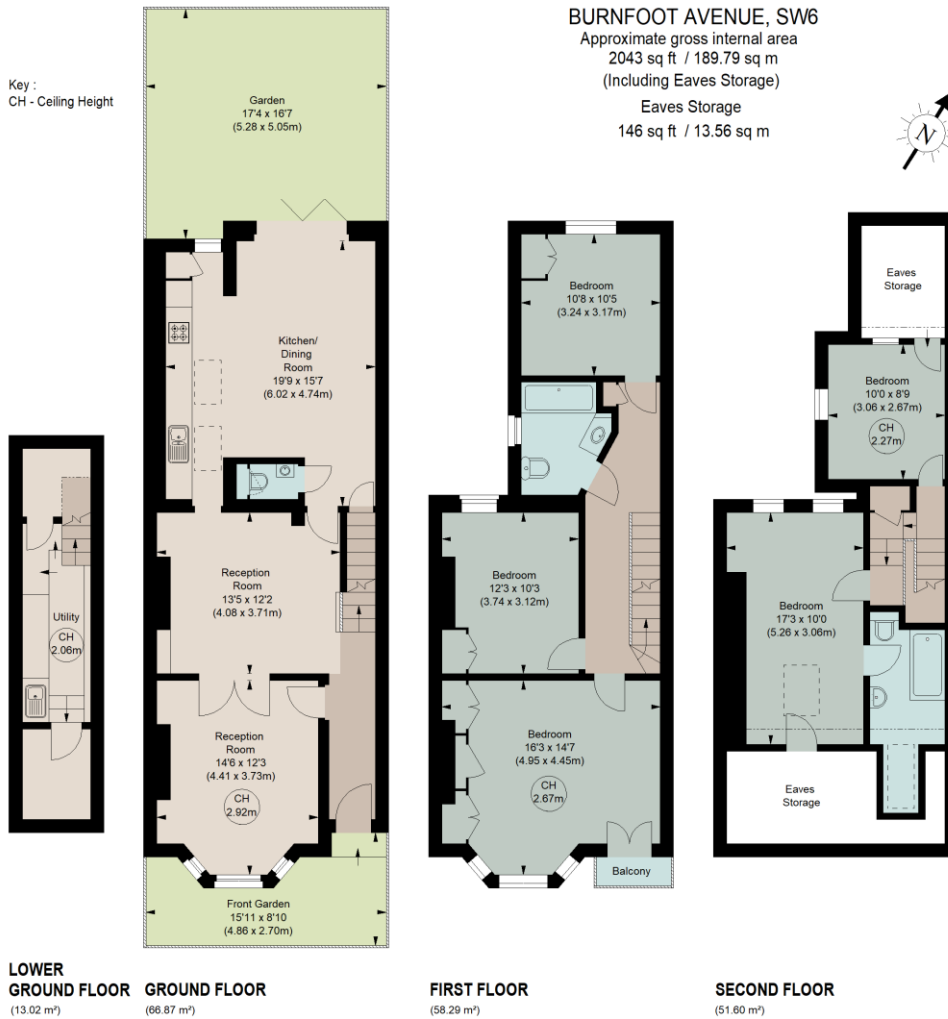 BURNFOOT AVENUE, SW6
Approximate gross internal area
2043 sq ft / 189.79 sq m
(Including Eaves Storage)
Eaves Storage
146 sq ft / 13.56 sq m
Key :
CH - Ceiling Height
N
Garden
17'4 x 16'7
(5.28 x 5.05m)
Kitchen/
Dining
Room
19'9 x 15'7
(6.02 x 4.74m)
Utility
CH
2.06m
Reception
Room
13'5 x 12'2
(4.08 x 3.71m)
Reception
Room
14'6 x 12'3
(4.41 x 3.73m)
CH
2.92m
Front Garden
15'11 x 8'10
(4.86 x 2.70m)
Bedroom
10'8 x 10'5
(3.24 x 3.17m)
Bedroom
12'3 x 10'3
(3.74 x 3.12m)
Bedroom
16'3 x 14'7
(4.95 x 4.45m)
CH
2.67m
Balcony
Eaves
Storage
Bedroom
10'0 x 8'9
(3.06 x 2.67m)
CH
2.27m
Bedroom
17'3 x 10'0
(5.26 x 3.06m)
Eaves
Storage
LOWER
GROUND FLOOR
(13.02 m²)
GROUND FLOOR
(66.87 m²)
FIRST FLOOR
(58.29 m²)
SECOND FLOOR
(51.60 m²)